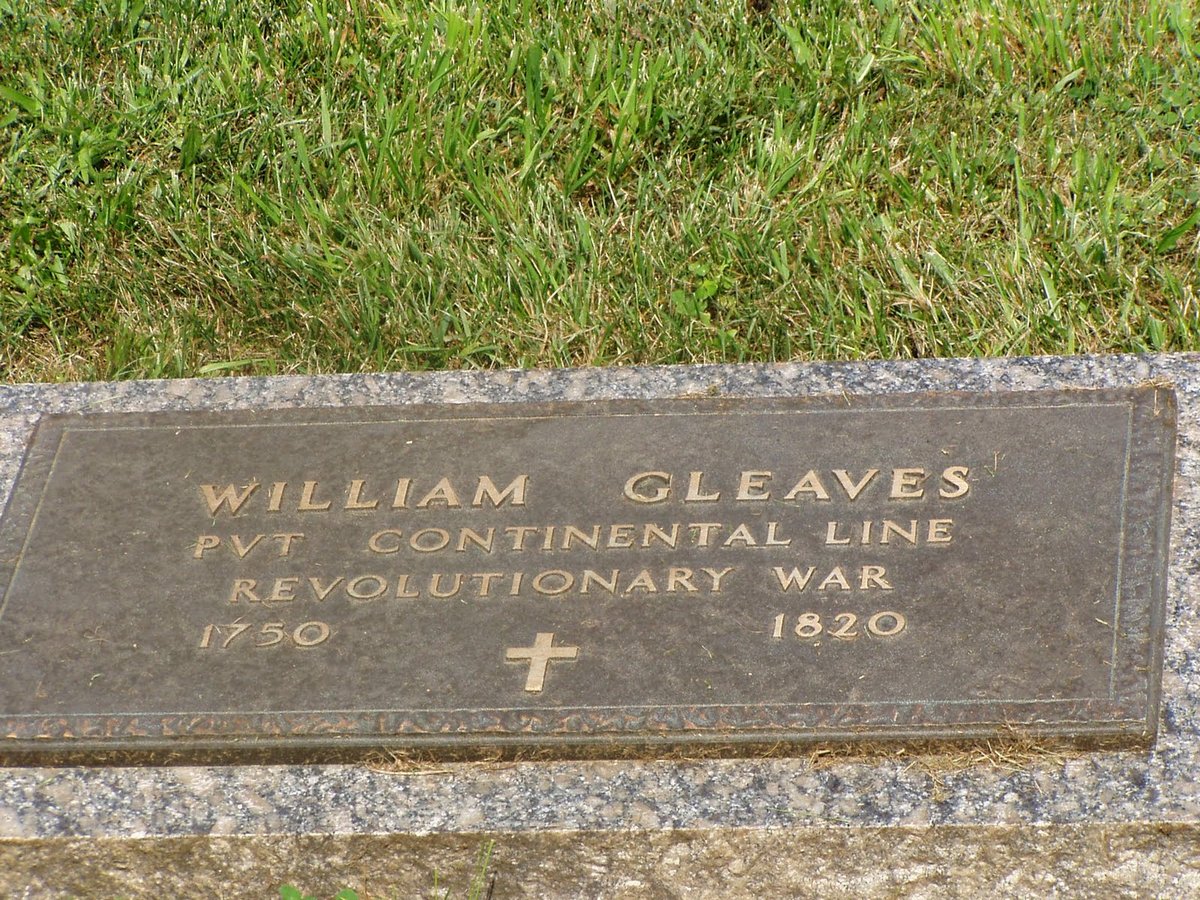 WILLIAM GLEAVES
PVT CONTINENTAL LINE
REVOLUTIONARY WAR
1750 1820